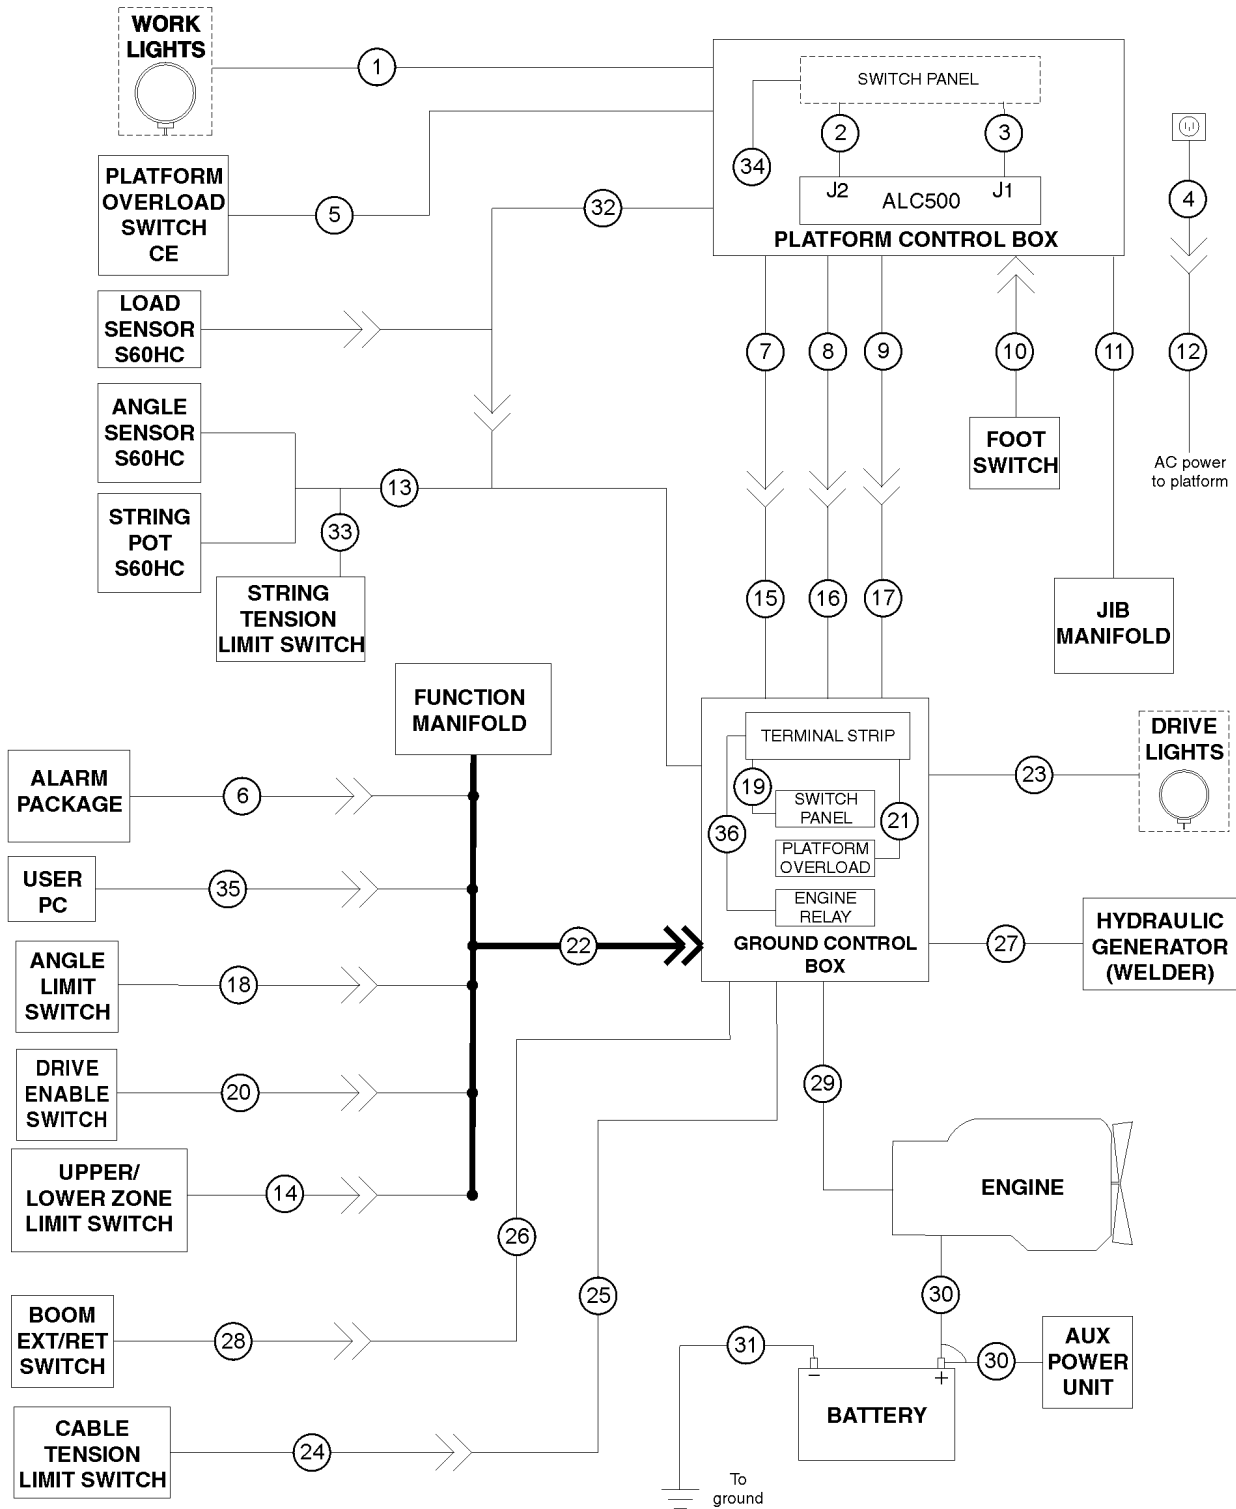 WORK
LIGHTS
1
SWITCH PANEL
2
3
34
J2
J1
ALC500
PLATFORM CONTROL BOX
4
PLATFORM
OVERLOAD
SWITCH
CE
5
32
LOAD
SENSOR
S60HC
7
8
9
10
11
12
ANGLE
SENSOR
S60HC
FOOT
SWITCH
AC power
to platform
13
STRING
POT
S60HC
33
STRING
TENSION
LIMIT SWITCH
15
16
17
JIB
MANIFOLD
FUNCTION
MANIFOLD
TERMINAL STRIP
19
SWITCH
PANEL
21
36
PLATFORM
OVERLOAD
ENGINE
RELAY
GROUND CONTROL
BOX
DRIVE
LIGHTS
23
ALARM
PACKAGE
6
USER
PC
35
22
27
HYDRAULIC
GENERATOR
(WELDER)
ANGLE
LIMIT
SWITCH
18
DRIVE
ENABLE
SWITCH
20
29
UPPER/
LOWER ZONE
LIMIT SWITCH
14
ENGINE
26
25
30
BOOM
EXT/RET
SWITCH
28
31
30
AUX
POWER
UNIT
−
+
BATTERY
CABLE
TENSION
LIMIT SWITCH
24
To
ground